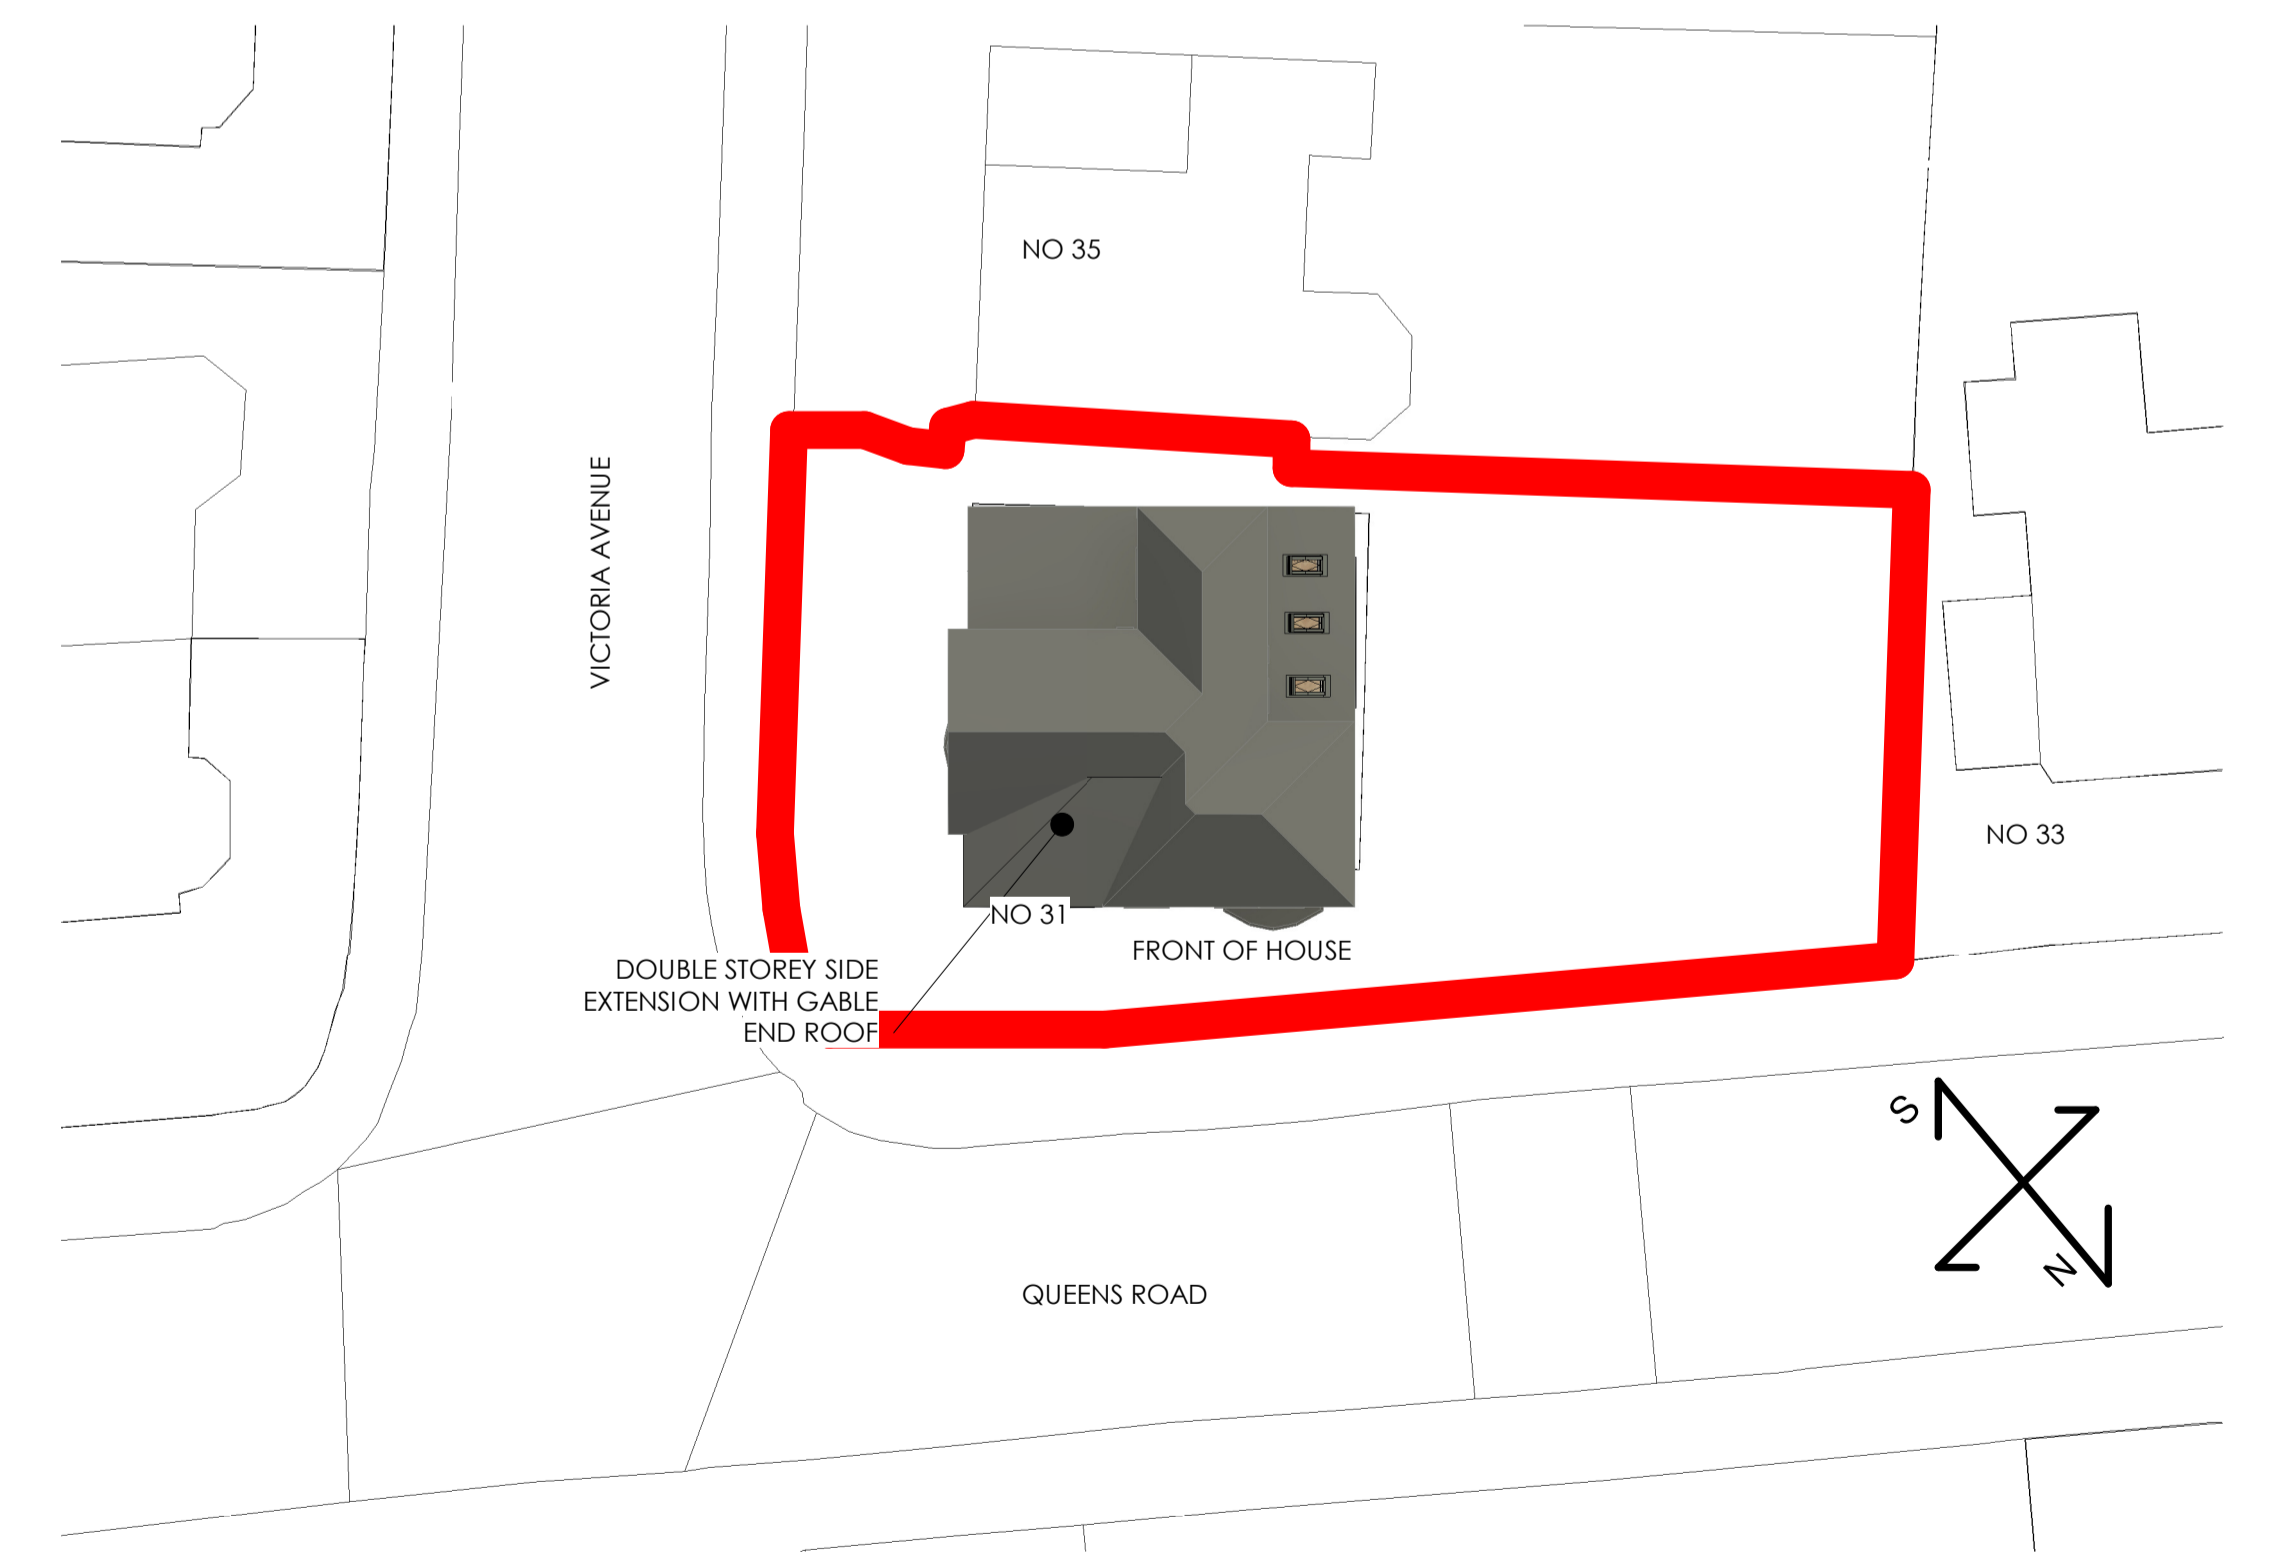 NO 35
VICTORIA AVENUE
NO 33
NO 31
FRONT OF HOUSE
DOUBLE STOREY SIDE
EXTENSION WITH GABLE
END ROOF
S
N
QUEENS ROAD